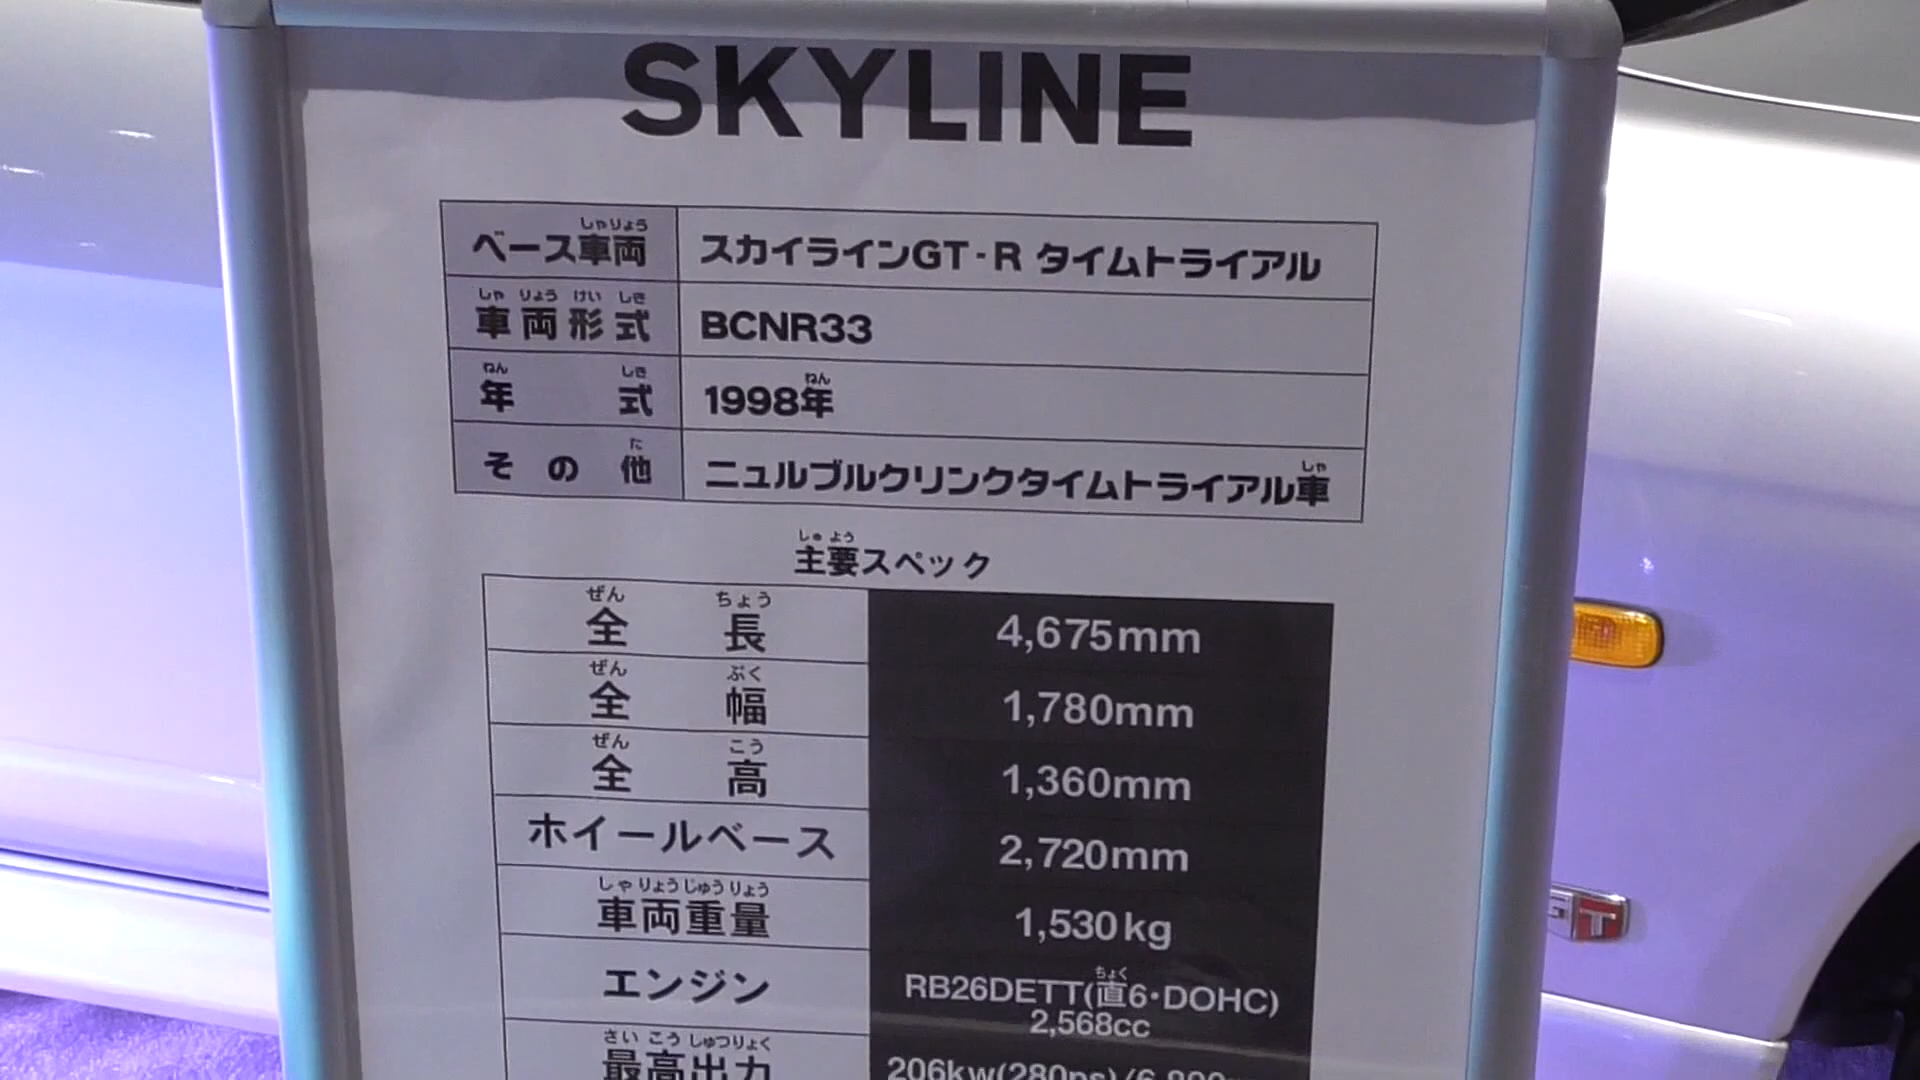 SKYLINE
ベース車両 スカイラインGT-R タイムトライアル
車両形式 BCNR33
年式 1998年
その他 ニュルブルクリンクタイムトライアル車
主要スペック
全長 4,675mm
全幅 1,780mm
全高 1,360mm
ホイールベース 2,720mm
車両重量 1,530kg
エンジン RB26DETT(直6・DOHC)
2,568cc
最高出力 206kw(280ps)
GT